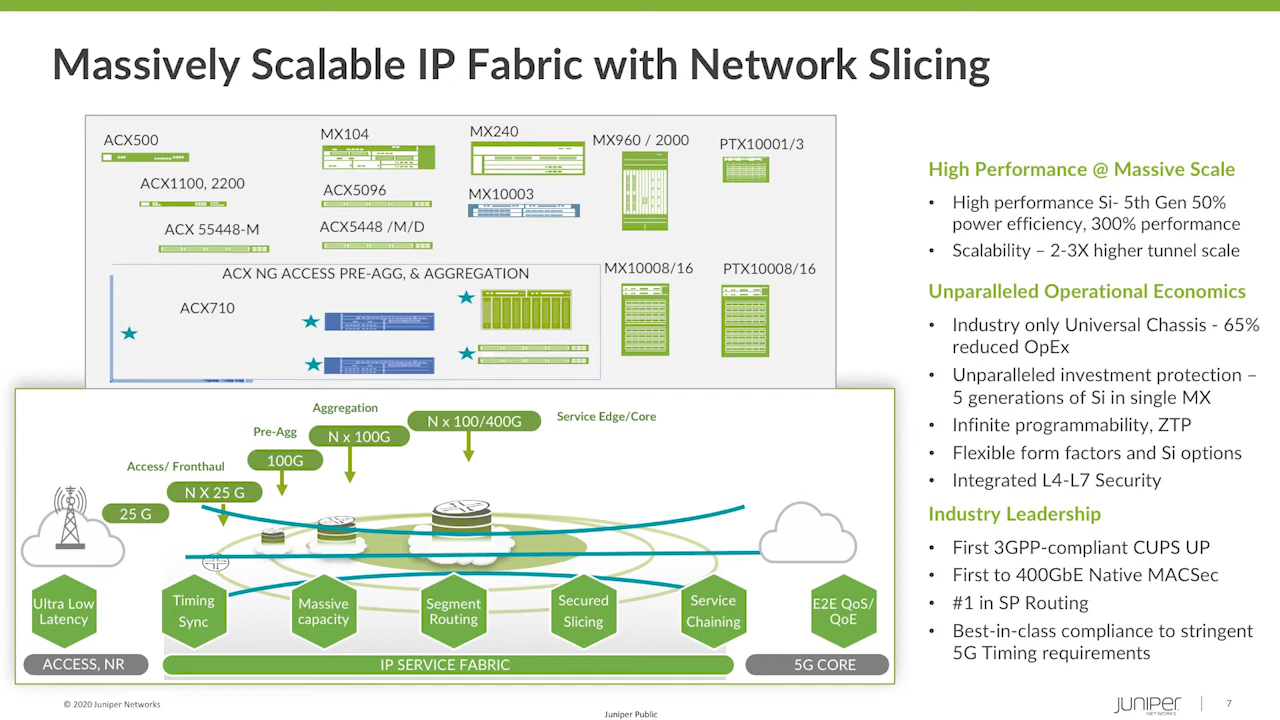 Massively Scalable IP Fabric with Network Slicing
ACX500
MX104
MX240
MX960 / 2000
PTX10001/3
ACX1100, 2200
ACX5096
MX10003
ACX 55448-M
ACX5448 /M/D
ACX NG ACCESS PRE-AGG, & AGGREGATION
MX10008/16
PTX10008/16
ACX710
Aggregation
N x 100/400G
Service Edge/Core
Pre-Agg
N x 100G
Access/ Fronthaul
100G
N X 25 G
25 G
Ultra Low
Latency
Timing
Sync
Massive
capacity
Segment
Routing
Secured
Slicing
Service
Chaining
E2E QoS/
QoE
ACCESS, NR
IP SERVICE FABRIC
5G CORE
High Performance @ Massive Scale
• High performance Si- 5th Gen 50%
power efficiency, 300% performance
• Scalability – 2-3X higher tunnel scale
Unparalleled Operational Economics
• Industry only Universal Chassis - 65%
reduced OpEx
• Unparalleled investment protection –
5 generations of Si in single MX
• Infinite programmability, ZTP
• Flexible form factors and Si options
• Integrated L4-L7 Security
Industry Leadership
• First 3GPP-compliant CUPS UP
• First to 400GbE Native MACSec
• #1 in SP Routing
• Best-in-class compliance to stringent
5G Timing requirements
© 2020 Juniper Networks
Juniper Public
JUNIPER
NETWORKS
7